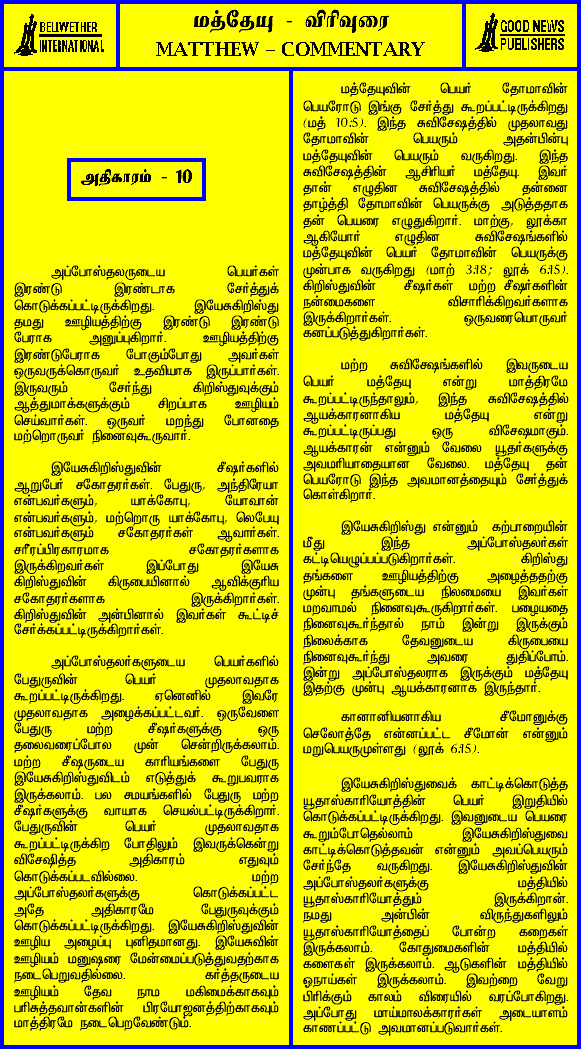 BELLWETHER
INTERNATIONAL
மத்தேயு - விரிவுரை
MATTHEW – COMMENTARY
GOOD NEWS
PUBLISHERS
அதிகாரம் - 10
அப்போஸ்தலருடைய பெயர்கள்
இரண்டு இரண்டாக சேர்த்துக்
கொடுக்கப்பட்டிருக்கிறது. இயேசுகிறிஸ்து
தமது ஊழியத்திற்கு இரண்டு இரண்டு
பேராக அனுப்புகிறார். ஊழியத்திற்கு
இரண்டுபேராக போகும்போது அவர்கள்
ஒருவருக்கொருவர் உதவியாக இருப்பார்கள்.
இருவரும் சேர்ந்து கிறிஸ்துவுக்கும்
ஆத்துமாக்களுக்கும் சிறப்பாக ஊழியம்
செய்வார்கள். ஒருவர் மறந்து போனதை
மற்றொருவர் நினைவுகூருவார்.
இயேசுகிறிஸ்துவின் சீஷர்களில்
ஆறுபேர் சகோதரர்கள். பேதுரு, அந்திரேயா
என்பவர்களும், யாக்கோபு, யோவான்
என்பவர்களும், மற்றொரு யாக்கோபு, லெபேயு
என்பவர்களும் சகோதரர்கள் ஆவார்கள்.
சரீரப்பிரகாரமாக சகோதரர்களாக
இருக்கிறவர்கள் இப்போது இயேசு
கிறிஸ்துவின் கிருபையினால் ஆவிக்குரிய
சகோதரர்களாக இருக்கிறார்கள்.
கிறிஸ்துவின் அன்பினால் இவர்கள் கூட்டிச்
சேர்க்கப்பட்டிருக்கிறார்கள்.
அப்போஸ்தலர்களுடைய பெயர்களில்
பேதுருவின் பெயர் முதலாவதாக
கூறப்பட்டிருக்கிறது. ஏனெனில் இவரே
முதலாவதாக அழைக்கப்பட்டவர். ஒருவேளை
பேதுரு மற்ற சீஷர்களுக்கு ஒரு
தலைவரைப்போல முன் சென்றிருக்கலாம்.
மற்ற சீஷருடைய காரியங்களை பேதுரு
இயேசுகிறிஸ்துவிடம் எடுத்துக் கூறுபவராக
இருக்கலாம். பல சமயங்களில் பேதுரு மற்ற
சீஷர்களுக்கு வாயாக செயல்பட்டிருக்கிறார்.
பேதுருவின் பெயர் முதலாவதாக
கூறப்பட்டிருக்கிற போதிலும் இவருக்கென்று
விசேஷித்த அதிகாரம் எதுவும்
கொடுக்கப்படவில்லை. மற்ற
அப்போஸ்தலர்களுக்கு கொடுக்கப்பட்ட
அதே அதிகாரமே பேதுருவுக்கும்
கொடுக்கப்பட்டிருக்கிறது. இயேசுகிறிஸ்துவின்
ஊழிய அழைப்பு புனிதமானது. இயேசுவின்
ஊழியம் மனுஷரை மேன்மைப்படுத்துவதற்காக
நடைபெறுவதில்லை. கர்த்தருடைய
ஊழியம் தேவ நாம மகிமைக்காகவும்
பரிசுத்தவான்களின் பிரயோஜனத்திற்காகவும்
மாத்திரமே நடைபெறவேண்டும்.
மத்தேயுவின் பெயர் தோமாவின்
பெயரோடு இங்கு சேர்த்து கூறப்பட்டிருக்கிறது
(மத் 10:5). இந்த சுவிசேஷத்தில் முதலாவது
தோமாவின் பெயரும் அதன்பின்பு
மத்தேயுவின் பெயரும் வருகிறது. இந்த
சுவிசேஷத்தின் ஆசிரியர் மத்தேயு. இவர்
தான் எழுதின சுவிசேஷத்தில் தன்னை
தாழ்த்தி தோமாவின் பெயருக்கு அடுத்ததாக
தன் பெயரை எழுதுகிறார். மாற்கு, லூக்கா
ஆகியோர் எழுதின சுவிசேஷங்களில்
மத்தேயுவின் பெயர் தோமாவின் பெயருக்கு
முன்பாக வருகிறது (மாற் 3:18; லூக் 6:15).
கிறிஸ்துவின் சீஷர்கள் மற்ற சீஷர்களின்
நன்மைகளை விசாரிக்கிறவர்களாக
இருக்கிறார்கள். ஒருவரையொருவர்
கனப்படுத்துகிறார்கள்.
மற்ற சுவிசேஷங்களில் இவருடைய
பெயர் மத்தேயு என்று மாத்திரமே
கூறப்பட்டிருந்தாலும், இந்த சுவிசேஷத்தில்
ஆயக்காரனாகிய மத்தேயு என்று
கூறப்பட்டிருப்பது ஒரு விசேஷமாகும்.
ஆயக்காரன் என்னும் வேலை யூதர்களுக்கு
அவமரியாதையான வேலை. மத்தேயு தன்
பெயரோடு இந்த அவமானத்தையும் சேர்த்துக்
கொள்கிறார்.
இயேசுகிறிஸ்து என்னும் கற்பாறையின்
மீது இந்த அப்போஸ்தலர்கள்
கட்டியெழுப்பப்படுகிறார்கள். கிறிஸ்து
தங்களை ஊழியத்திற்கு அழைத்ததற்கு
முன்பு தங்களுடைய நிலமையை இவர்கள்
மறவாமல் நினைவுகூருகிறார்கள். பழையதை
நினைவுகூர்ந்தால் நாம் இன்று இருக்கும்
நிலைக்காக தேவனுடைய கிருபையை
நினைவுகூர்ந்து அவரை துதிப்போம்.
இன்று அப்போஸ்தலராக இருக்கும் மத்தேயு
இதற்கு முன்பு ஆயக்காரனாக இருந்தார்.
கானானியனாகிய சீமோனுக்கு
செலோத்தே என்னப்பட்ட சீமோன் என்னும்
மறுபெயருமுள்ளது (லூக் 6:15).
இயேசுகிறிஸ்துவைக் காட்டிக்கொடுத்த
யூதாஸ்காரியோத்தின் பெயர் இறுதியில்
கொடுக்கப்பட்டிருக்கிறது. இவனுடைய பெயரை
கூறும்போதெல்லாம் இயேசுகிறிஸ்துவை
காட்டிக்கொடுத்தவன் என்னும் அவப்பெயரும்
சேர்ந்தே வருகிறது. இயேசுகிறிஸ்துவின்
அப்போஸ்தலர்களுக்கு மத்தியில்
யூதாஸ்காரியோத்தும் இருக்கிறான்.
நமது அன்பின் விருந்துகளிலும்
யூதாஸ்காரியோத்தைப் போன்ற கறைகள்
இருக்கலாம். கோதுமைகளின் மத்தியில்
களைகள் இருக்கலாம். ஆடுகளின் மத்தியில்
ஓநாய்கள் இருக்கலாம். இவற்றை வேறு
பிரிக்கும் காலம் விரையில் வரப்போகிறது.
அப்போது மாய்மாலக்காரர்கள் அடையாளம்
காணப்பட்டு அவமானப்படுவார்கள்.